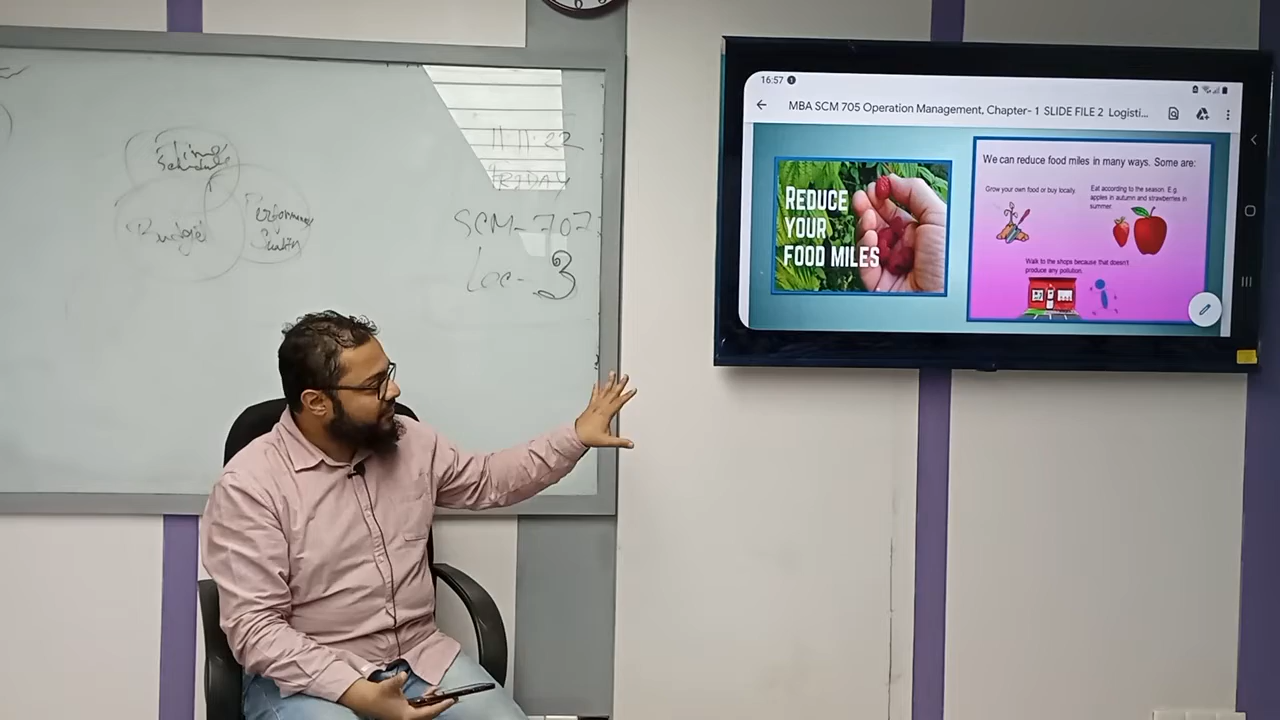 Time
Schedule
Budget
Performance
11.11.22
FRIDAY
SCM-707
Lec-3
16:57
MBA SCM 705 Operation Management, Chapter- 1 SLIDE FILE 2 Logisti...
REDUCE
YOUR
FOOD MILES
We can reduce food miles in many ways. Some are:
Grow your own food or buy locally.
Eat according to the season. E.g.
apples in autumn and strawberries in
summer.
Walk to the shops because that doesn't
produce any pollution.